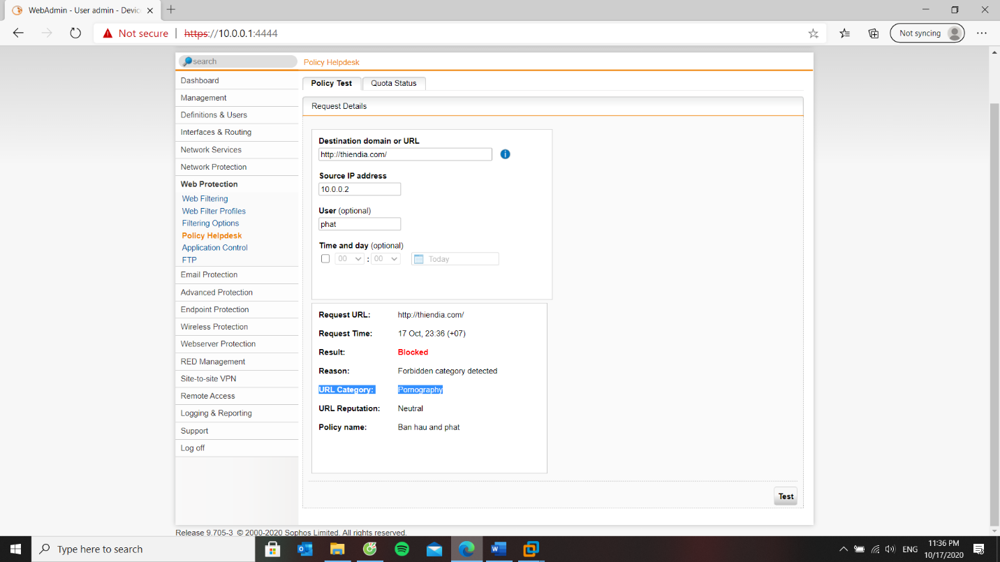 WebAdmin - User admin - Devic
Not secure
https://10.0.0.1:4444
Not syncing
search
Policy Helpdesk
Dashboard
Management
Definitions & Users
Interfaces & Routing
Network Services
Network Protection
Web Protection
Web Filtering
Web Filter Profiles
Filtering Options
Policy Helpdesk
Application Control
FTP
Email Protection
Advanced Protection
Endpoint Protection
Wireless Protection
Webserver Protection
RED Management
Site-to-site VPN
Remote Access
Logging & Reporting
Support
Log off
Policy Test
Quota Status
Request Details
Destination domain or URL
http://thiendia.com/
Source IP address
10.0.0.2
User (optional)
phat
Time and day (optional)
00 : 00 Today
Request URL: http://thiendia.com/
Request Time: 17 Oct, 23:36 (+07)
Result: Blocked
Reason: Forbidden category detected
URL Category: Pornography
URL Reputation: Neutral
Policy name: Ban hau and phat
Test
Release 9.705-3 © 2000-2020 Sophos Limited. All rights reserved.
Type here to search
ENG
11:36 PM
10/17/2020